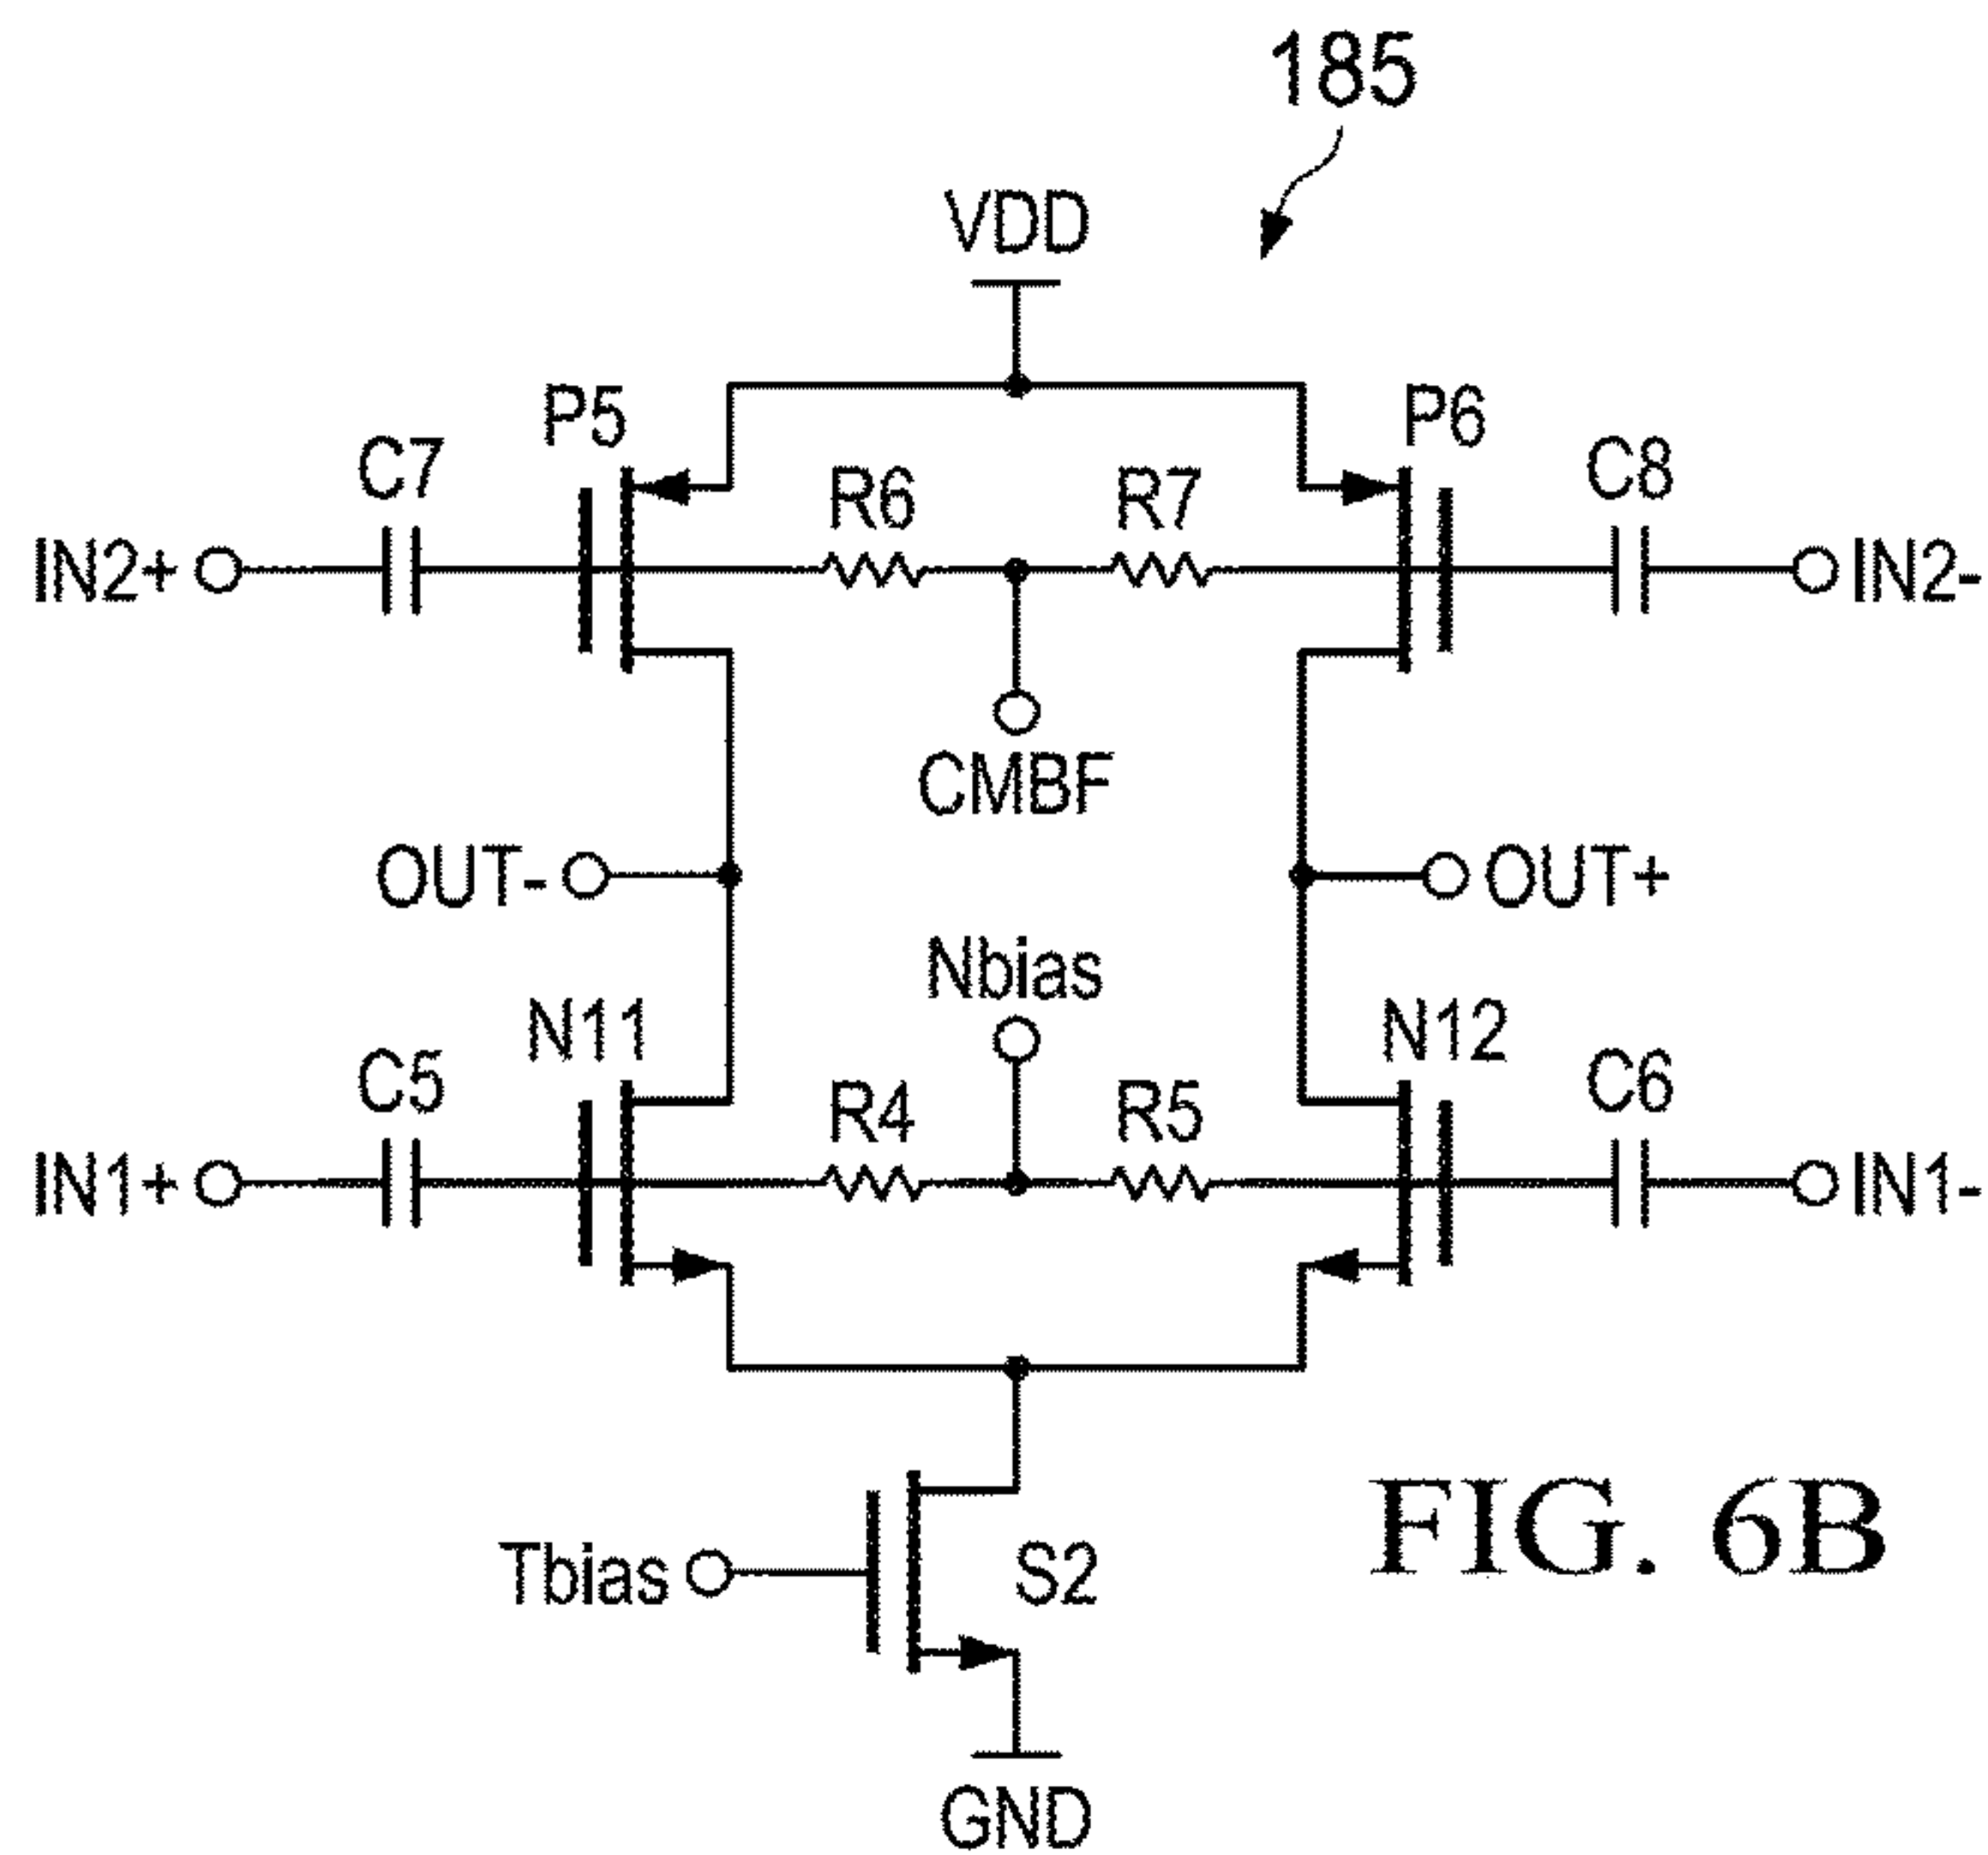 185
VDD
P5
P6
C7
R6
R7
C8
IN2+
IN2-
CMBF
OUT-
OUT+
Nbias
N11
N12
C5
R4
R5
C6
IN1+
IN1-
Tbias
S2
FIG. 6B
GND